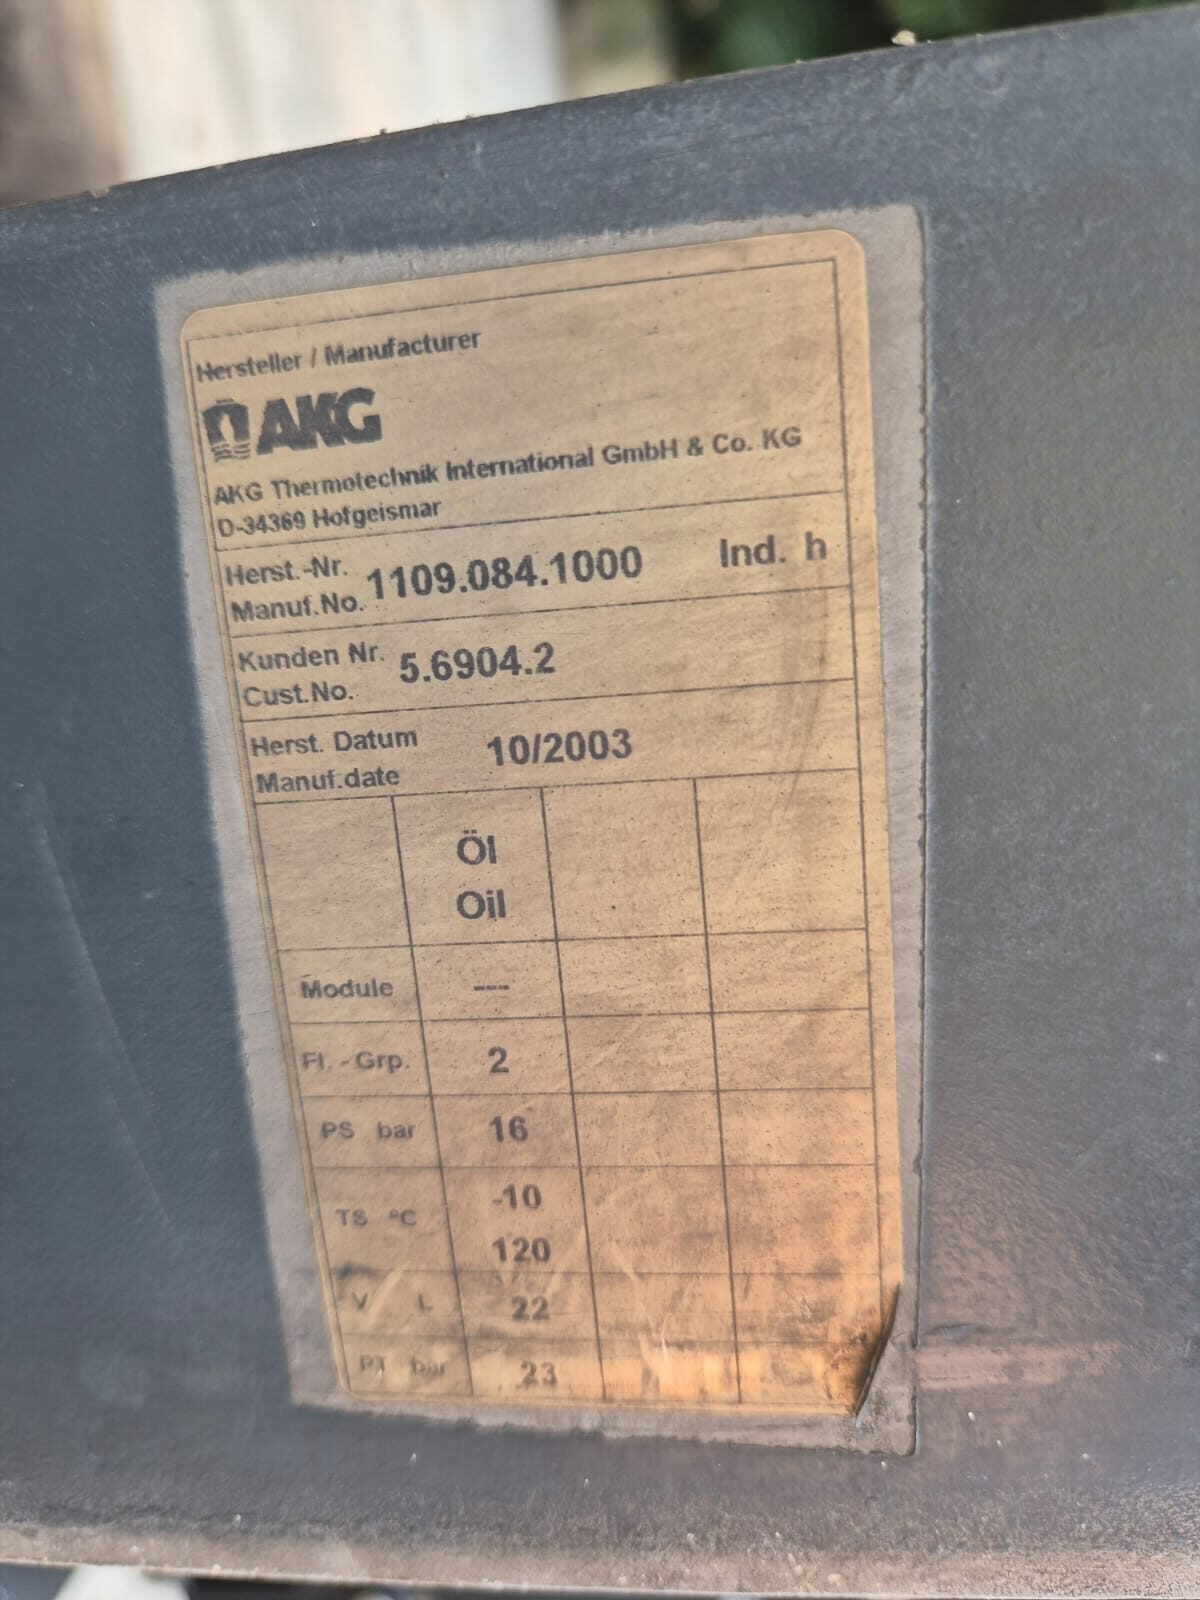 Hersteller / Manufacturer
AKG
AKG Thermotechnik International GmbH & Co. KG
D-34369 Hofgeismar
Herst.-Nr.
Manuf.No. 1109.084.1000 Ind. h
Kunden Nr.
Cust.No. 5.6904.2
Herst. Datum
Manuf.date 10/2003
Öl
Oil
Module ---
Fl.-Grp. 2
PS bar 16
TS °C -10
120
V L 22
PT bar 23